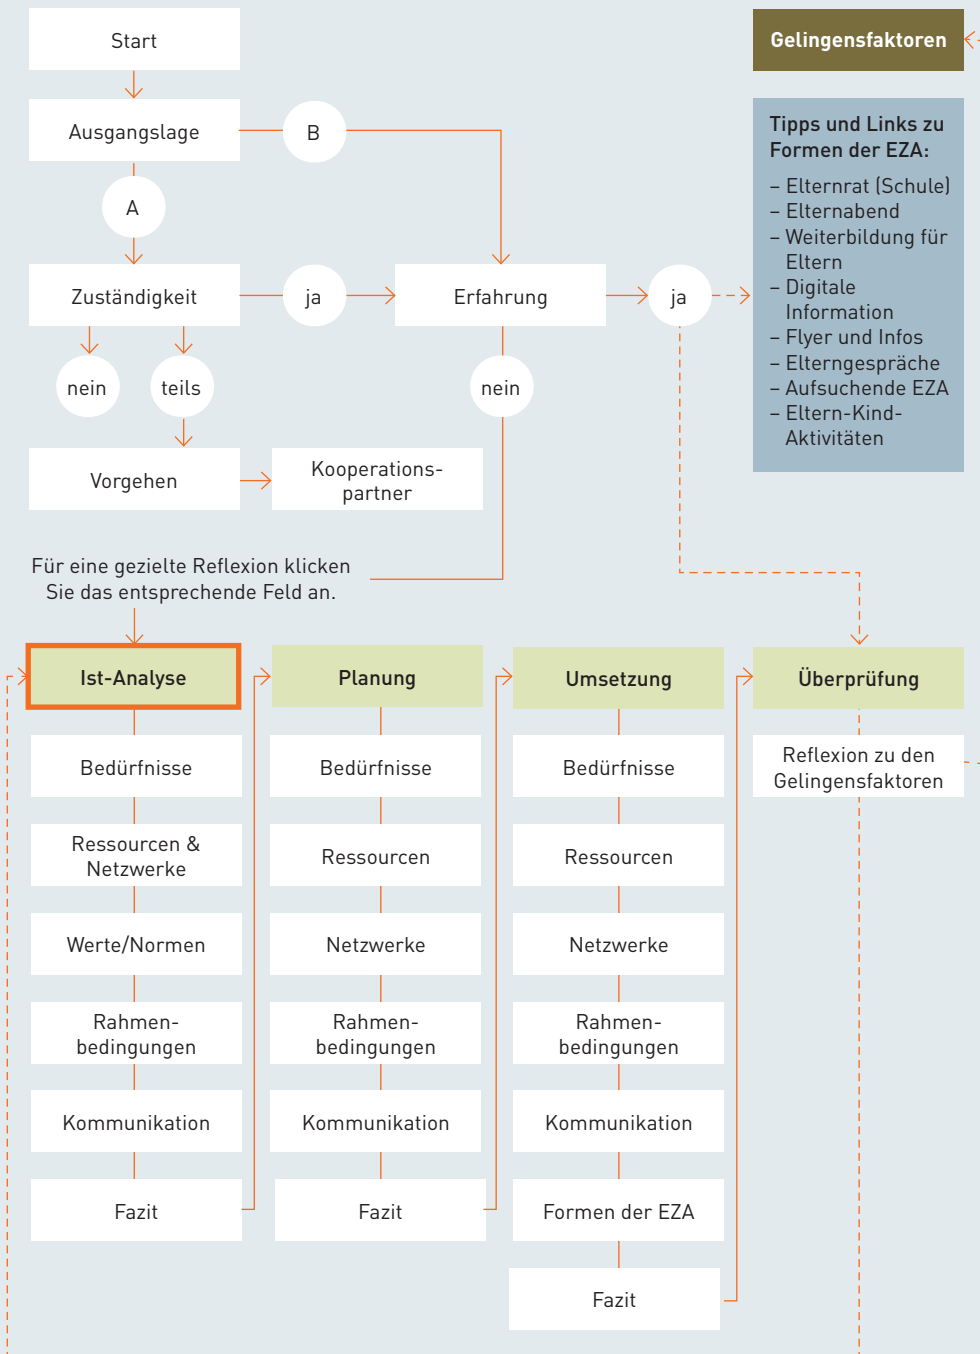 Start
Ausgangslage
B
A
Zuständigkeit
ja
Erfahrung
ja
nein
teils
nein
Vorgehen
Kooperations-
partner
Gelingensfaktoren
Tipps und Links zu
Formen der EZA:
– Elternrat (Schule)
– Elternabend
– Weiterbildung für
Eltern
– Digitale
Information
– Flyer und Infos
– Elterngespräche
– Aufsuchende EZA
– Eltern-Kind-
Aktivitäten
Für eine gezielte Reflexion klicken
Sie das entsprechende Feld an.
Ist-Analyse
Bedürfnisse
Ressourcen &
Netzwerke
Werte/Normen
Rahmen-
bedingungen
Kommunikation
Fazit
Planung
Bedürfnisse
Ressourcen
Netzwerke
Rahmen-
bedingungen
Kommunikation
Fazit
Umsetzung
Bedürfnisse
Ressourcen
Netzwerke
Rahmen-
bedingungen
Kommunikation
Formen der EZA
Fazit
Überprüfung
Reflexion zu den
Gelingensfaktoren